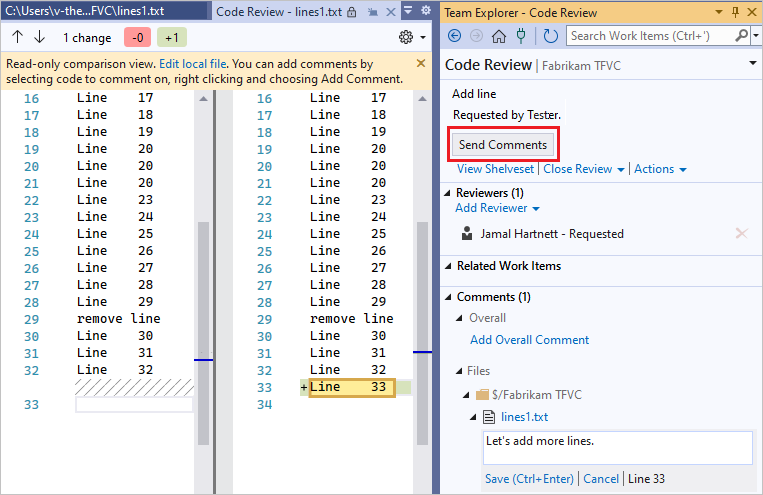 C:\Users\v-the...FVC\lines1.txt
1 change -0 +1
Code Review - lines1.txt
Read-only comparison view. Edit local file. You can add comments by
selecting code to comment on, right clicking and choosing Add Comment.
16 Line 17
17 Line 18
18 Line 19
19 Line 20
20 Line 20
21 Line 20
22 Line 23
23 Line 24
24 Line 25
25 Line 26
26 Line 27
27 Line 28
28 Line 29
29 remove line
30 Line 30
31 Line 31
32 Line 32
33
16 Line 17
17 Line 18
18 Line 19
19 Line 20
20 Line 20
21 Line 20
22 Line 23
23 Line 24
24 Line 25
25 Line 26
26 Line 27
27 Line 28
28 Line 29
29 remove line
30 Line 30
31 Line 31
32 Line 32
33 +Line 33
34
Team Explorer - Code Review
Search Work Items (Ctrl+')
Code Review | Fabrikam TFVC
Add line
Requested by Tester.
Send Comments
View Shelveset | Close Review | Actions
Reviewers (1)
Add Reviewer
Jamal Hartnett - Requested
Related Work Items
Comments (1)
Overall
Add Overall Comment
Files
$/Fabrikam TFVC
lines1.txt
Let's add more lines.
Save (Ctrl+Enter) | Cancel | Line 33